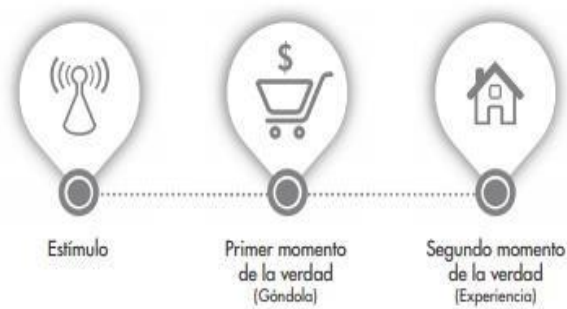 $
Estímulo
Primer momento
de la verdad
(Góndola)
Segundo momento
de la verdad
(Experiencia)